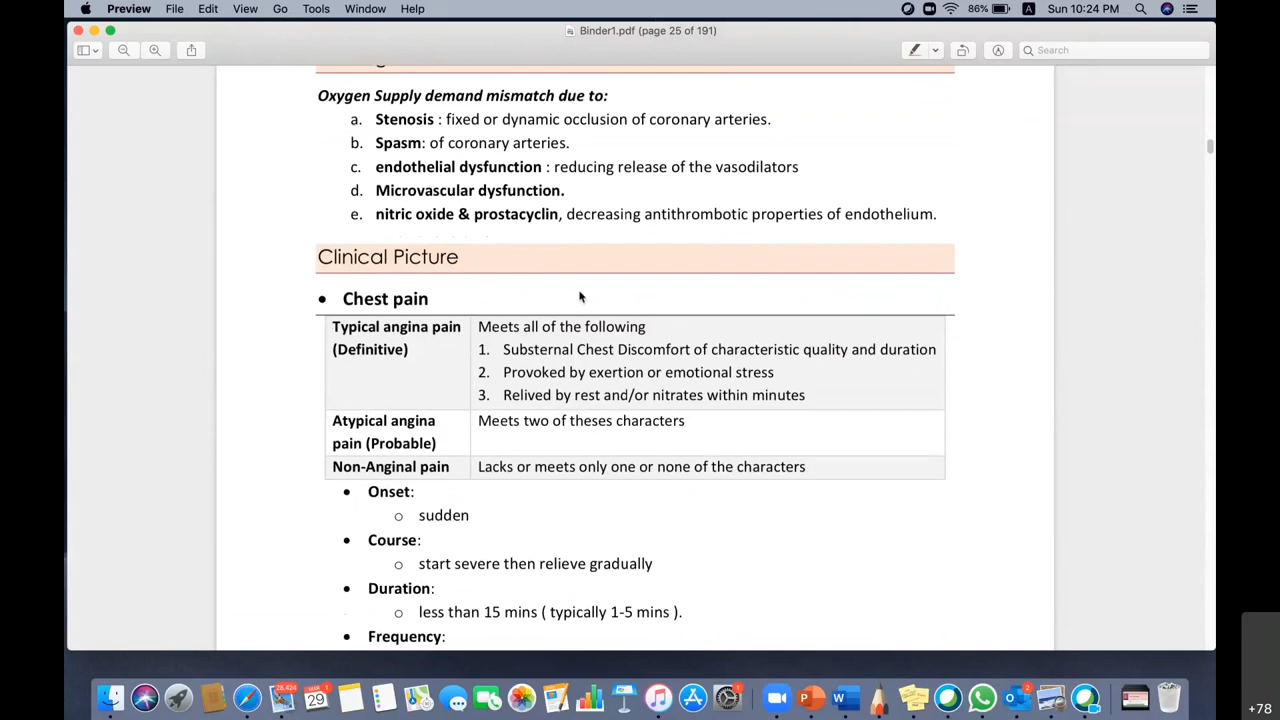 Preview File Edit View Go Tools Window Help 86% A Sun 10:24 PM
Binder1.pdf (page 25 of 191)
Search
Oxygen Supply demand mismatch due to:
a. Stenosis : fixed or dynamic occlusion of coronary arteries.
b. Spasm: of coronary arteries.
c. endothelial dysfunction : reducing release of the vasodilators
d. Microvascular dysfunction.
e. nitric oxide & prostacyclin, decreasing antithrombotic properties of endothelium.
Clinical Picture
• Chest pain
Typical angina pain Meets all of the following
(Definitive) 1. Substernal Chest Discomfort of characteristic quality and duration
2. Provoked by exertion or emotional stress
3. Relived by rest and/or nitrates within minutes
Atypical angina Meets two of theses characters
pain (Probable)
Non-Anginal pain Lacks or meets only one or none of the characters
• Onset:
o sudden
• Course:
o start severe then relieve gradually
• Duration:
o less than 15 mins ( typically 1-5 mins ).
• Frequency:
28,424
MAR 1
29
1
2
+78